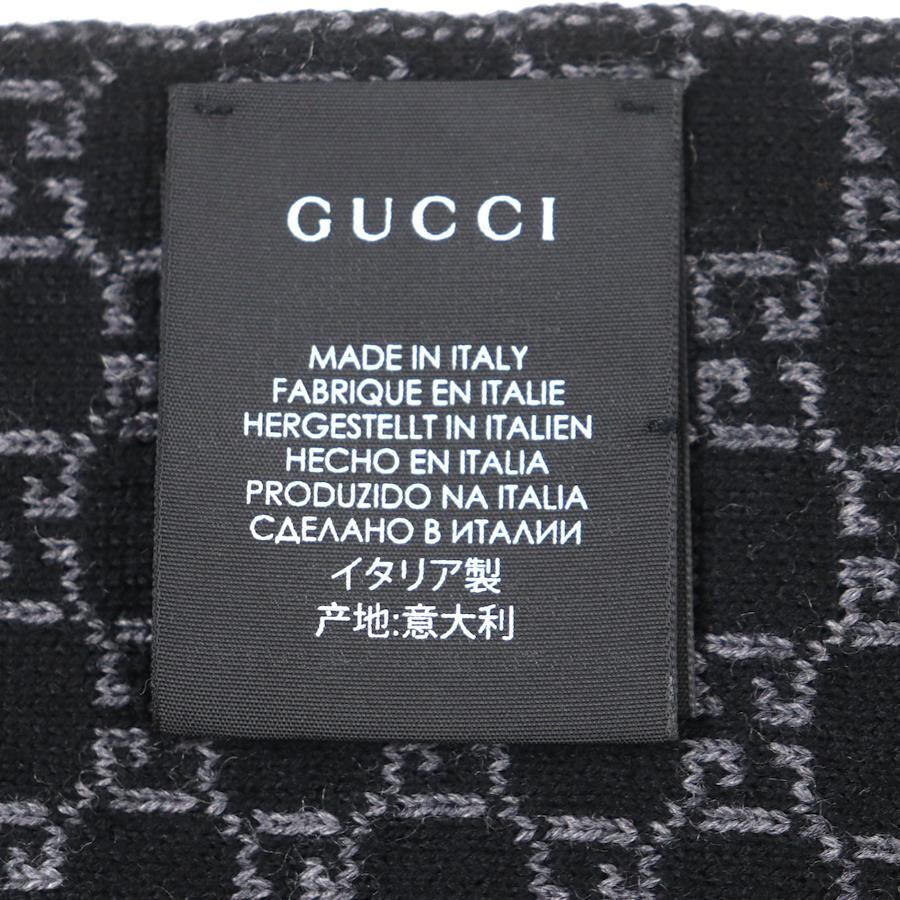 GUCCI
MADE IN ITALY
FABRIQUE EN ITALIE
HERGESTELLT IN ITALIEN
HECHO EN ITALIA
PRODUZIDO NA ITALIA
СДЕЛАНО В ИТАЛИИ
イタリア製
产地:意大利